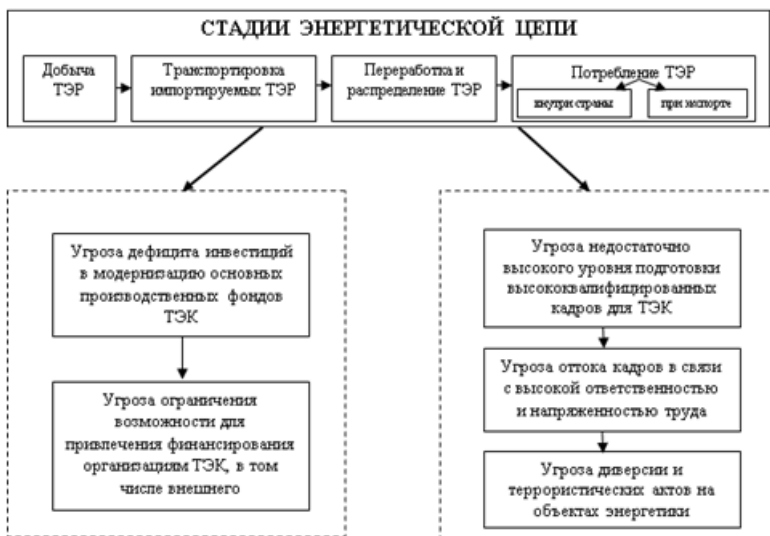 СТАДИИ ЭНЕРГЕТИЧЕСКОЙ ЦЕПИ
Добыча
ТЭР
Транспортировка
импортируемых ТЭР
Переработка и
распределение ТЭР
Потребление ТЭР
внутри страны
при экспорте
Угроза дефицита инвестиций
в модернизацию основных
производственных фондов
ТЭК
Угроза ограничения
возможности для
привлечения финансирования
организациям ТЭК, в том
числе внешнего
Угроза недостаточно
высокого уровня подготовки
высококвалифицированных
кадров для ТЭК
Угроза оттока кадров в связи
с высокой ответственностью
и напряженностью труда
Угроза диверсии и
террористических актов на
объектах энергетики